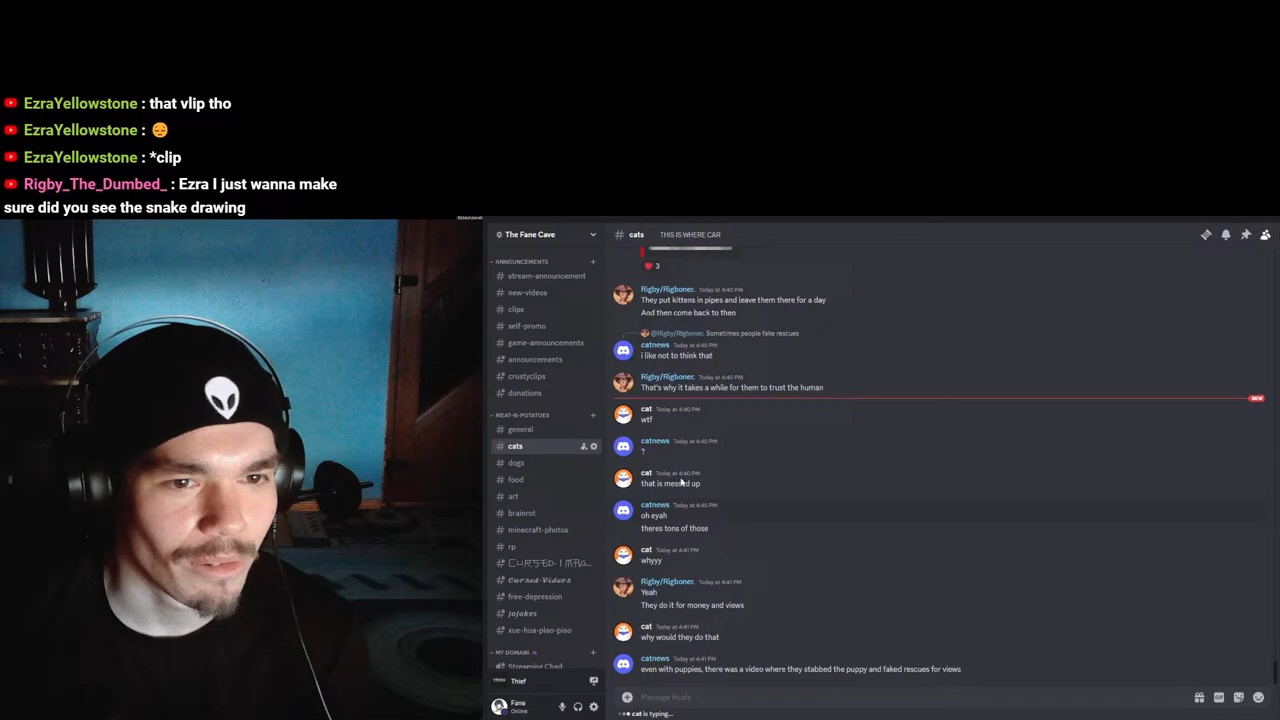 EzraYellowstone : that vlip tho
EzraYellowstone : 😔
EzraYellowstone : *clip
Rigby_The_Dumbed_ : Ezra I just wanna make
sure did you see the snake drawing
The Fane Cave
# cats THIS IS WHERE CAR
ANNOUNCEMENTS
stream-announcement
new-videos
clips
self-promo
game-announcements
announcements
crustyclips
donations
MEAT-N-POTATOES
general
cats
dogs
food
art
brainrot
minecraft-photos
rp
𝓒𝓾𝓻𝓼𝓮𝓭-𝓥𝓲𝓭𝓮𝓸𝓼
free-depression
𝙅𝙤𝙅𝙤𝙠𝙚𝙨
xue-hua-piao-piao
MY DOMAIN
Streaming Chad
Thief
Fane
Online
❤️ 3
Rigby/Rigboner. Today at 4:40 PM
They put kittens in pipes and leave them there for a day
And then come back to then
@Rigby/Rigboner. Sometimes people fake rescues
catnews Today at 4:40 PM
i like not to think that
Rigby/Rigboner. Today at 4:40 PM
That's why it takes a while for them to trust the human
NEW
cat Today at 4:40 PM
wtf
catnews Today at 4:40 PM
?
cat Today at 4:40 PM
that is messed up
catnews Today at 4:40 PM
oh eyah
theres tons of those
cat Today at 4:41 PM
whyyy
Rigby/Rigboner. Today at 4:41 PM
Yeah
They do it for money and views
cat Today at 4:41 PM
why would they do that
catnews Today at 4:41 PM
even with puppies, there was a video where they stabbed the puppy and faked rescues for views
Message #cats
GIF
cat is typing...